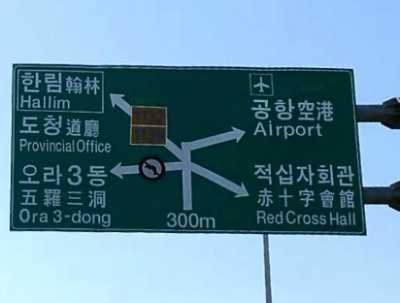 한림 翰林
Hallim
도청 道廳
Provincial Office
오라3동
五羅三洞
Ora 3-dong
공항 空港
Airport
적십자회관
赤十字會館
Red Cross Hall
300m